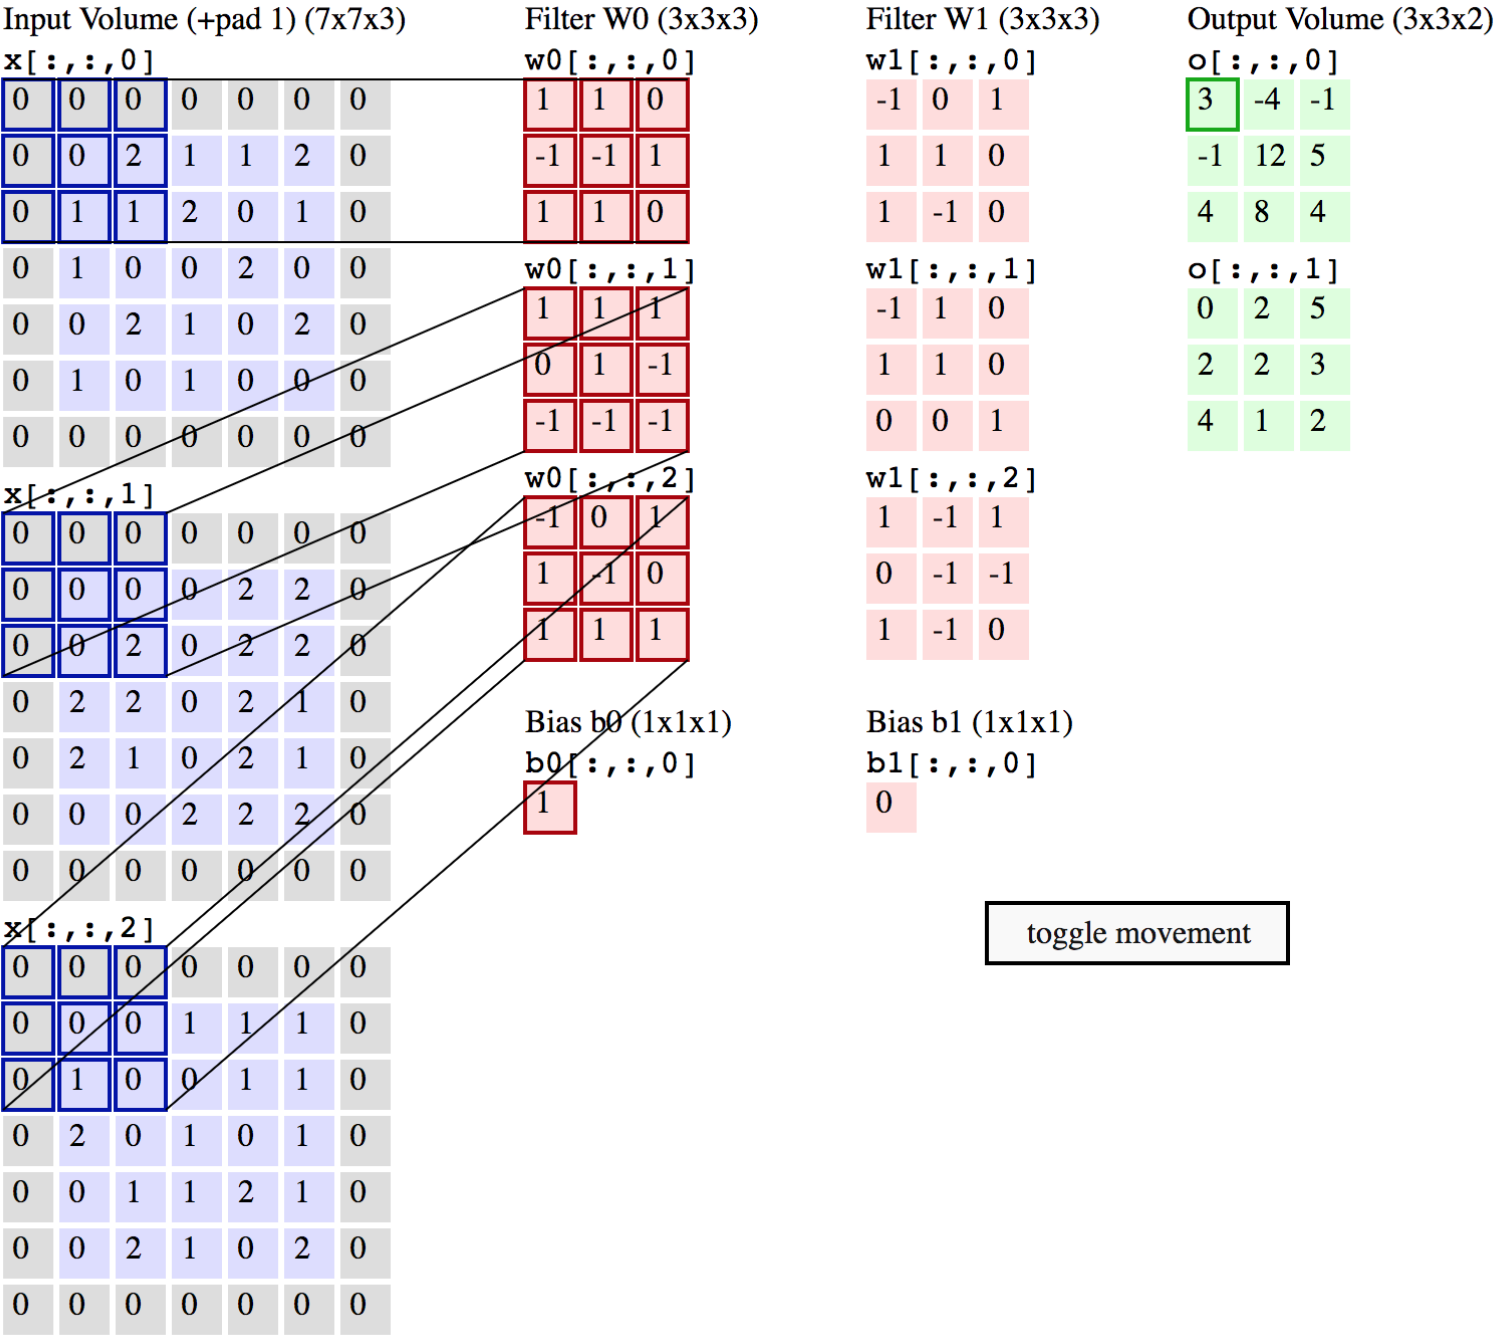 Input Volume (+pad 1) (7x7x3)
x[:,:,0]
0 0 0 0 0 0 0
0 0 2 1 1 2 0
0 1 1 2 0 1 0
0 1 0 0 2 0 0
0 0 2 1 0 2 0
0 1 0 1 0 0 0
0 0 0 0 0 0 0
x[:,:,1]
0 0 0 0 0 0 0
0 0 0 0 2 2 0
0 0 2 0 2 2 0
0 2 2 0 2 1 0
0 2 1 0 2 1 0
0 0 0 2 2 2 0
0 0 0 0 0 0 0
x[:,:,2]
0 0 0 0 0 0 0
0 0 0 1 1 1 0
0 1 0 0 1 1 0
0 2 0 1 0 1 0
0 0 1 1 2 1 0
0 0 2 1 0 2 0
0 0 0 0 0 0 0
Filter W0 (3x3x3)
w0[:,:,0]
1 1 0
-1 -1 1
1 1 0
w0[:,:,1]
1 1 1
0 1 -1
-1 -1 -1
w0[:,:,2]
-1 0 1
1 -1 0
1 1 1
Bias b0 (1x1x1)
b0[:,:,0]
1
Filter W1 (3x3x3)
w1[:,:,0]
-1 0 1
1 1 0
1 -1 0
w1[:,:,1]
-1 1 0
1 1 0
0 0 1
w1[:,:,2]
1 -1 1
0 -1 -1
1 -1 0
Bias b1 (1x1x1)
b1[:,:,0]
0
Output Volume (3x3x2)
o[:,:,0]
3 -4 -1
-1 12 5
4 8 4
o[:,:,1]
0 2 5
2 2 3
4 1 2
toggle movement